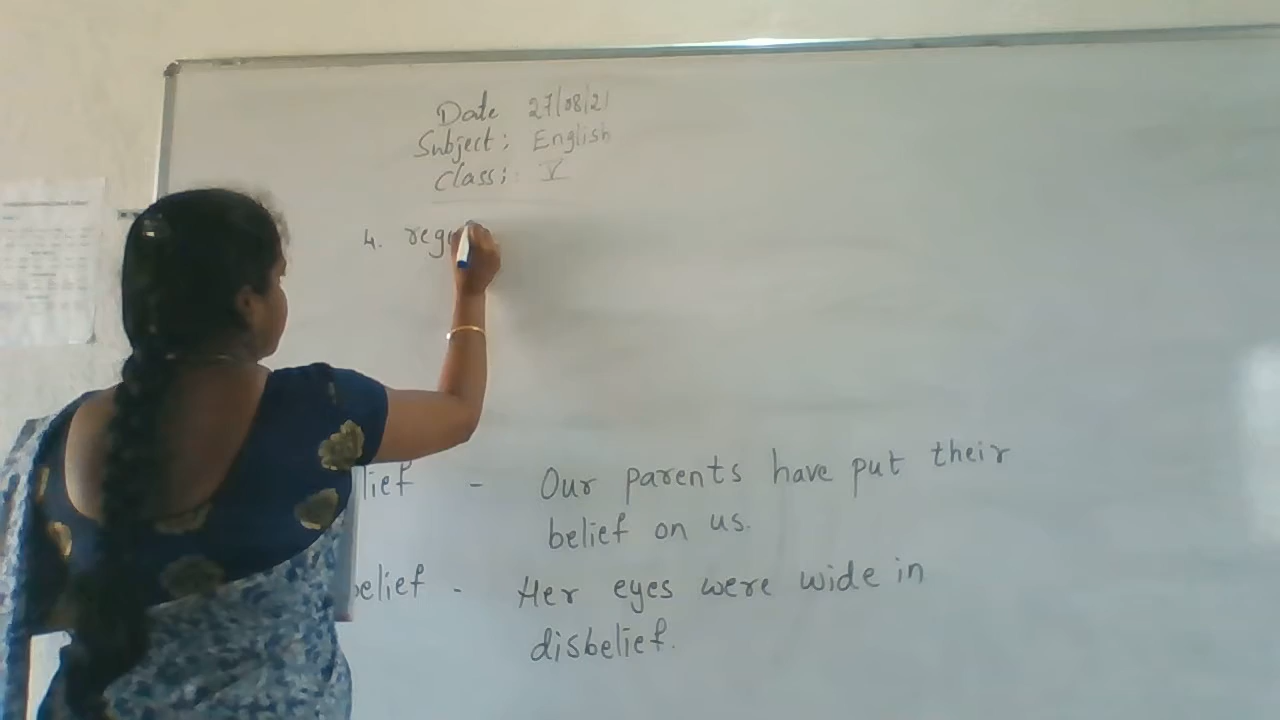 Date 27/08/21
Subject: English
Class: V
4. reg
lief - Our parents have put their
belief on us.
belief - Her eyes were wide in
disbelief.